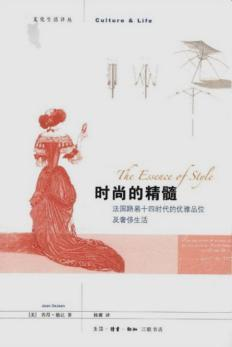 文化生活译丛
Culture & Life
The Essence of Style
时尚的精髓
法国路易十四时代的优雅品位
及奢侈生活
Joan DeJean
[美] 若昂·德让 著
杨冀 译
生活·读书·新知 三联书店